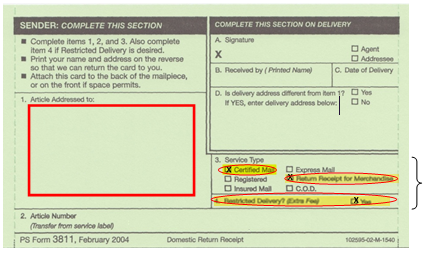 SENDER: COMPLETE THIS SECTION
■ Complete items 1, 2, and 3. Also complete
item 4 if Restricted Delivery is desired.
■ Print your name and address on the reverse
so that we can return the card to you.
■ Attach this card to the back of the mailpiece,
or on the front if space permits.
1. Article Addressed to:
2. Article Number
(Transfer from service label)
COMPLETE THIS SECTION ON DELIVERY
A. Signature
X
☐ Agent
☐ Addressee
B. Received by (Printed Name)
C. Date of Delivery
D. Is delivery address different from item 1? ☐ Yes
If YES, enter delivery address below: ☐ No
3. Service Type
☒ Certified Mail ☐ Express Mail
☐ Registered ☒ Return Receipt for Merchandise
☐ Insured Mail ☐ C.O.D.
4. Restricted Delivery? (Extra Fee) ☒ Yes
PS Form 3811, February 2004 Domestic Return Receipt 102595-02-M-1540